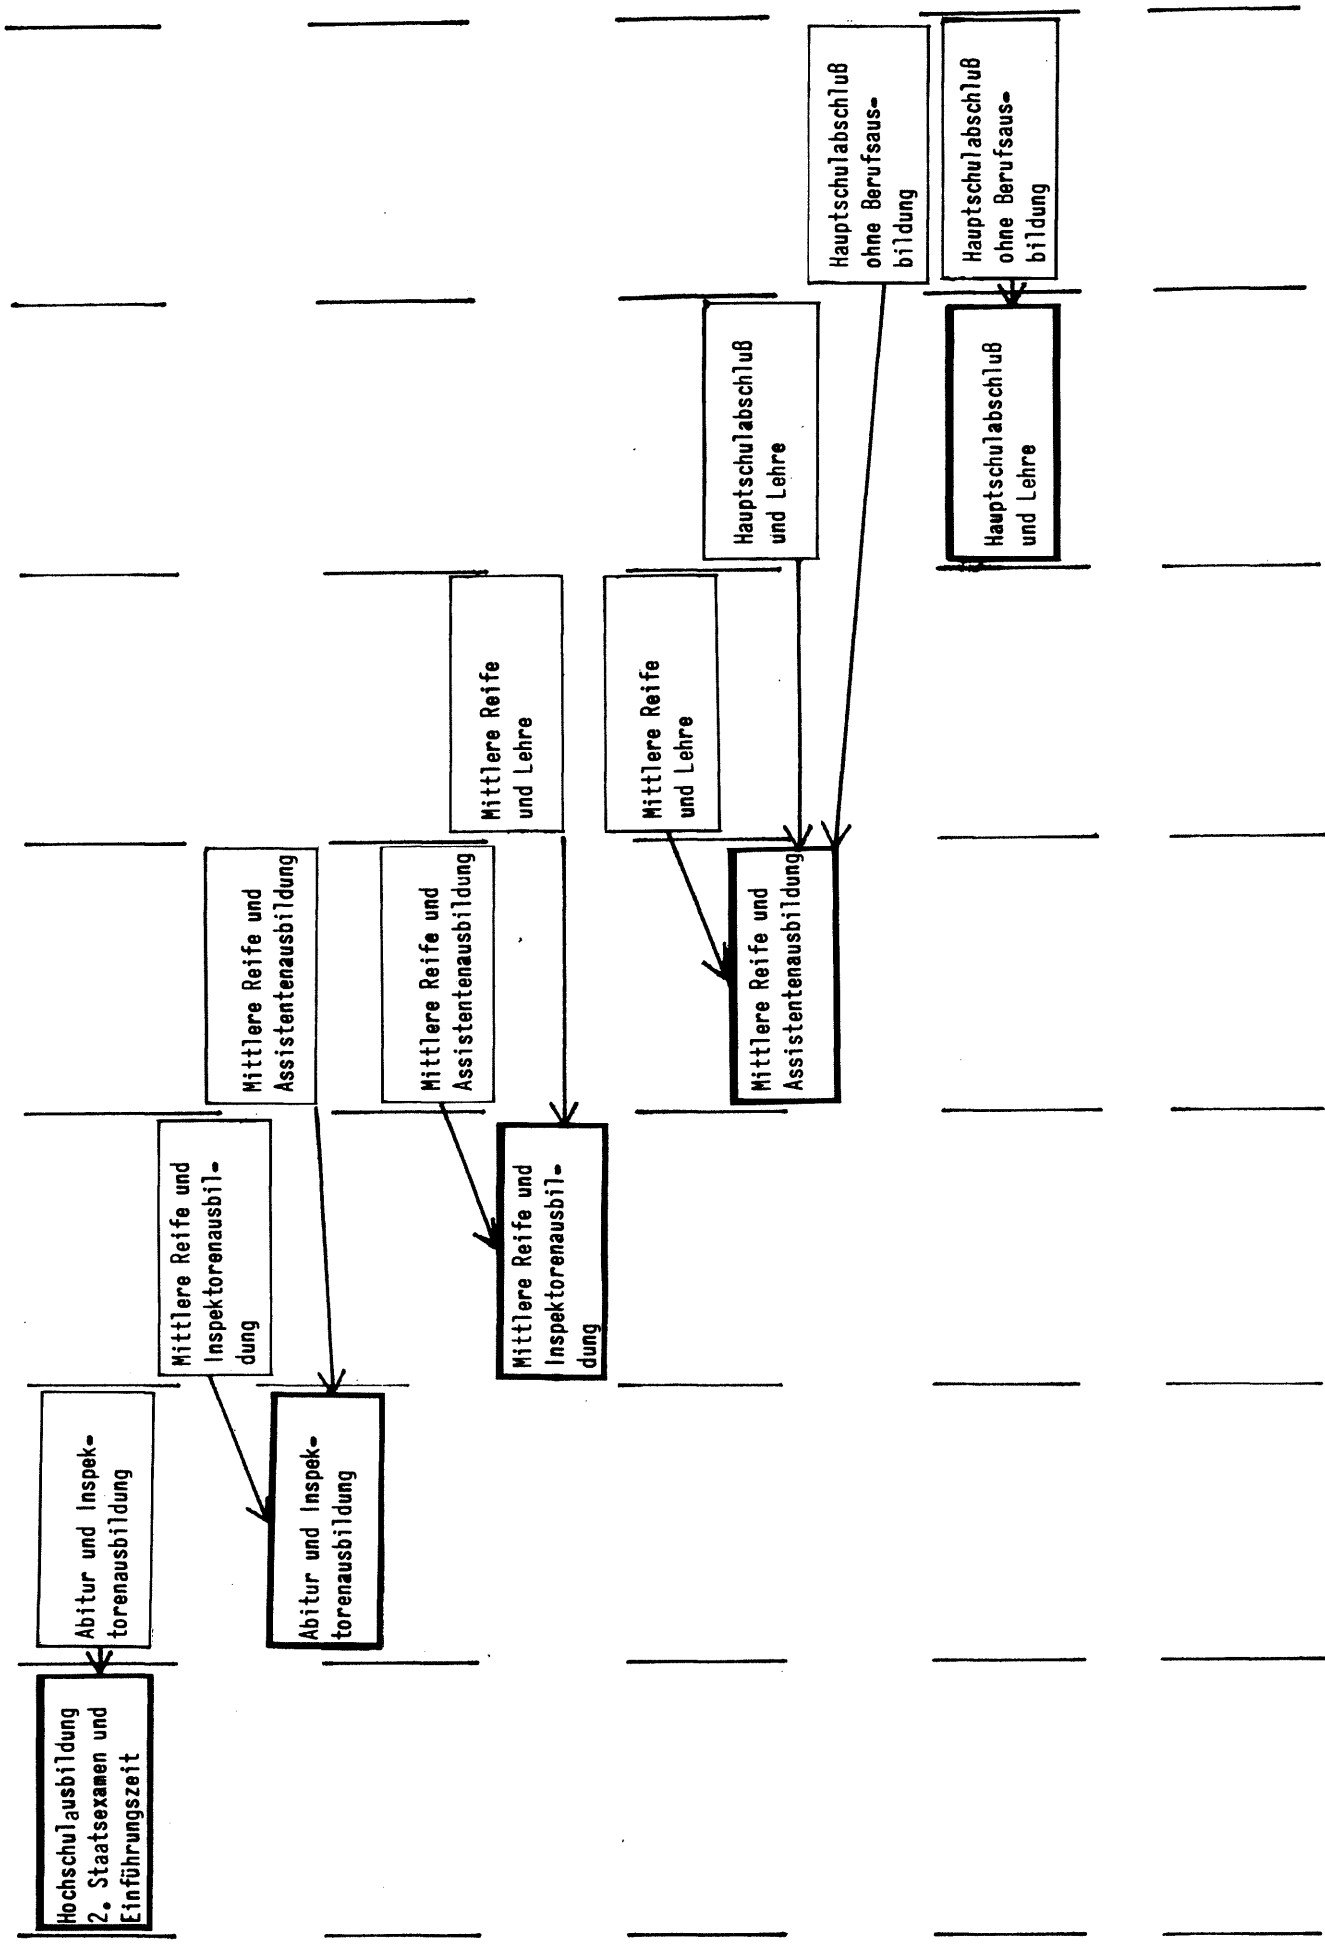 Hochschulausbildung
2. Staatsexamen und
Einführungszeit
Abitur und Inspek-
torenausbildung
Mittlere Reife und
Inspektorenausbil-
dung
Mittlere Reife und
Assistentenausbildung
Abitur und Inspek-
torenausbildung
Mittlere Reife und
Assistentenausbildung
Mittlere Reife
und Lehre
Mittlere Reife und
Inspektorenausbil-
dung
Mittlere Reife
und Lehre
Hauptschulabschluß
und Lehre
Mittlere Reife und
Assistentenausbildung
Hauptschulabschluß
ohne Berufsaus-
bildung
Hauptschulabschluß
und Lehre
Hauptschulabschluß
ohne Berufsaus-
bildung